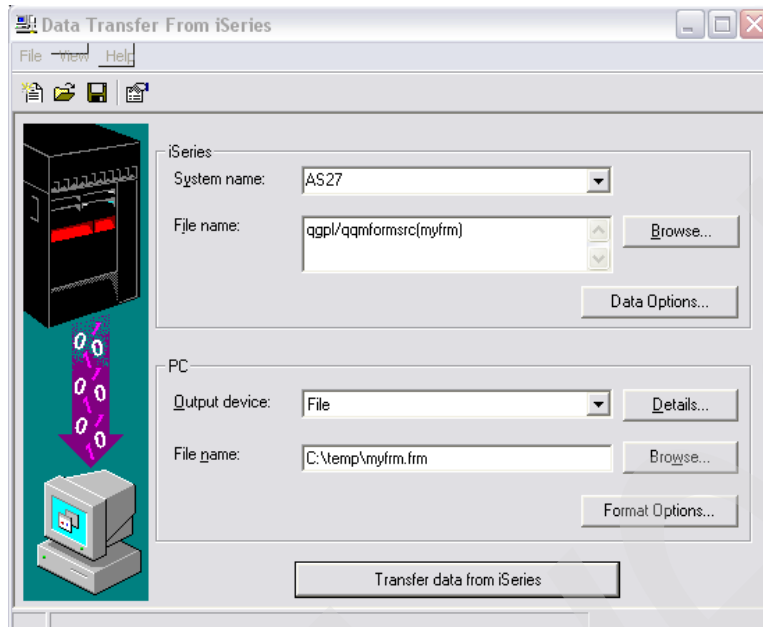 Data Transfer From iSeries
File View Help
iSeries
System name: AS27
File name: qgpl/qqmformsrc(myfrm) Browse...
Data Options...
PC
Output device: File Details...
File name: C:\temp\myfrm.frm Browse...
Format Options...
Transfer data from iSeries